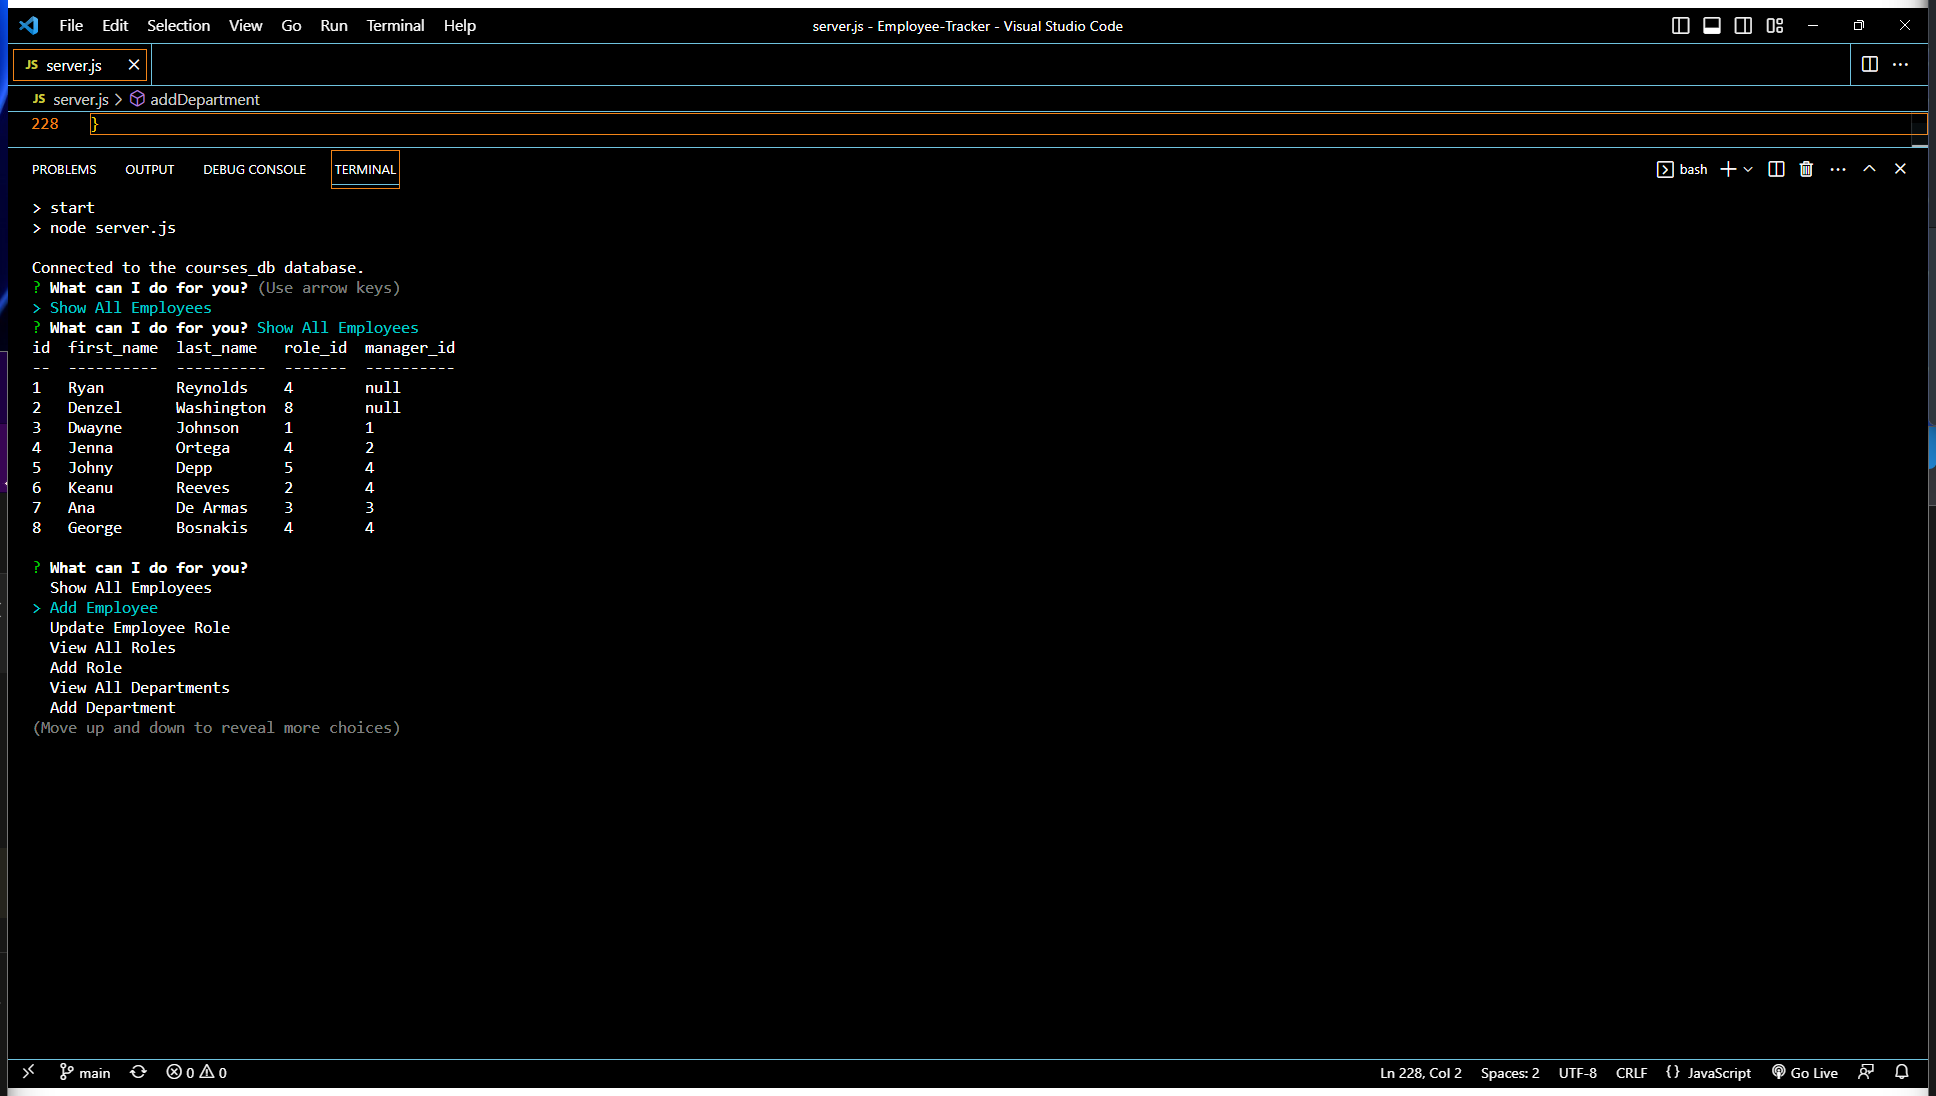 File Edit Selection View Go Run Terminal Help server.js - Employee-Tracker - Visual Studio Code
JS server.js
JS server.js > addDepartment
228 }
PROBLEMS OUTPUT DEBUG CONSOLE TERMINAL bash
> start
> node server.js
Connected to the courses_db database.
? What can I do for you? (Use arrow keys)
> Show All Employees
? What can I do for you? Show All Employees
id  first_name  last_name   role_id  manager_id
--  ----------  ----------  -------  ----------
1   Ryan        Reynolds    4        null
2   Denzel      Washington  8        null
3   Dwayne      Johnson     1        1
4   Jenna       Ortega      4        2
5   Johny       Depp        5        4
6   Keanu       Reeves      2        4
7   Ana         De Armas    3        3
8   George      Bosnakis    4        4
? What can I do for you?
Show All Employees
> Add Employee
Update Employee Role
View All Roles
Add Role
View All Departments
Add Department
(Move up and down to reveal more choices)
main 0 0 Ln 228, Col 2 Spaces: 2 UTF-8 CRLF {} JavaScript Go Live